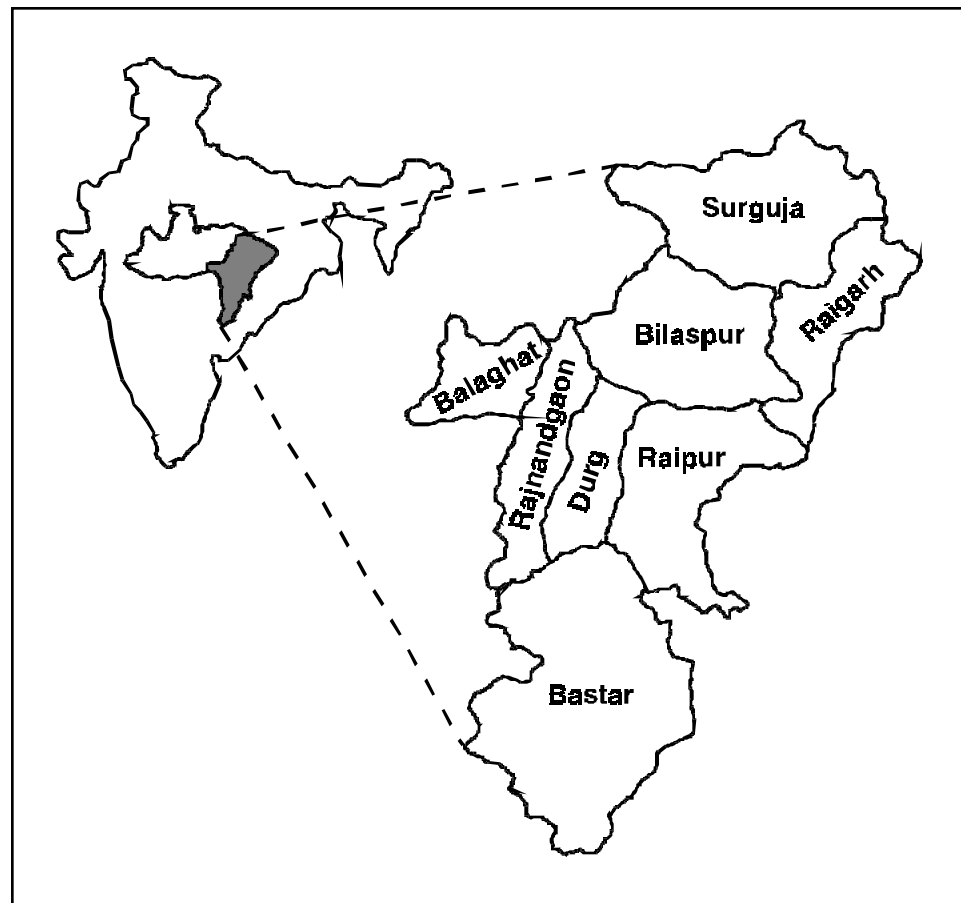 Surguja
Raigarh
Bilaspur
Balaghat
Rajnandgaon
Durg
Raipur
Bastar